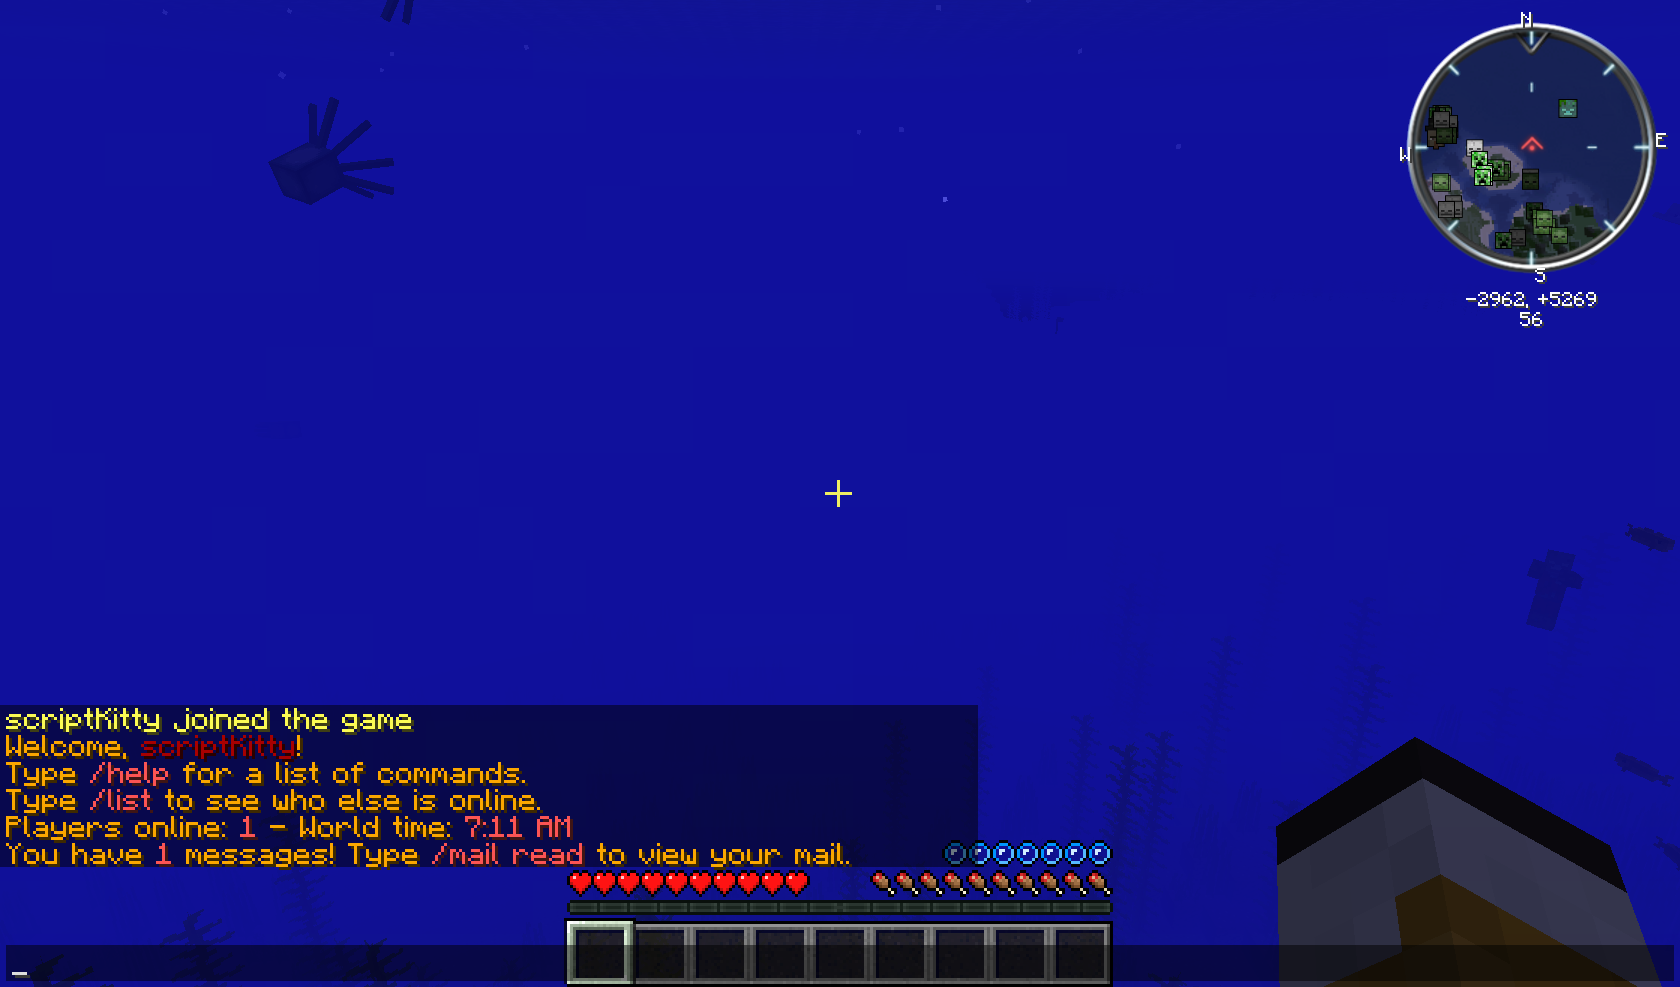 N
W
E
S
-2962, +5269
56
scriptKitty joined the game
Welcome, scriptKitty!
Type /help for a list of commands.
Type /list to see who else is online.
Players online: 1 - World time: 7:11 AM
You have 1 messages! Type /mail read to view your mail.
_